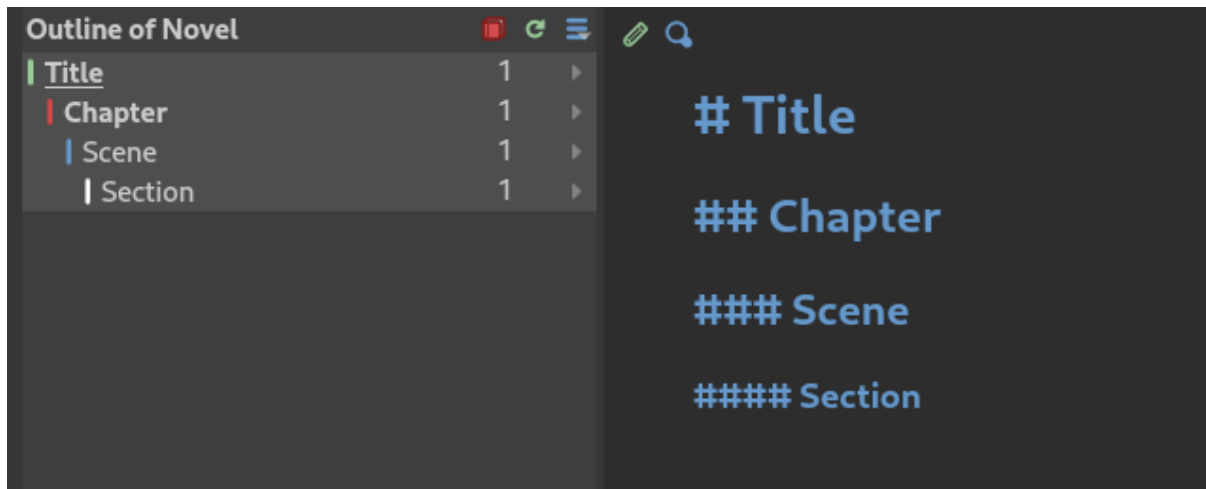 Outline of Novel
Title 1
Chapter 1
Scene 1
Section 1
# Title
## Chapter
### Scene
#### Section